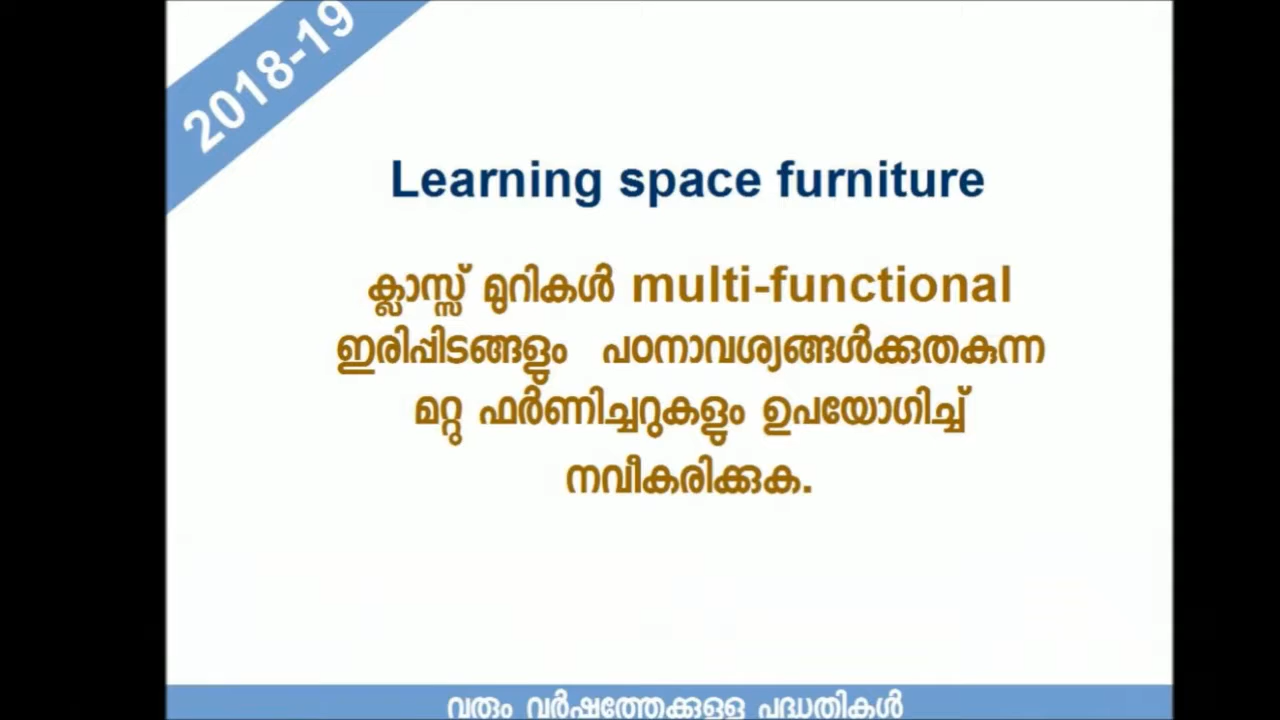 2018-19
Learning space furniture
ക്ലാസ്സ് മുറികൾ multi-functional
ഇരിപ്പിടങ്ങളും പഠനാവശ്യങ്ങൾക്കുതകുന്ന
മറ്റു ഫർണിച്ചറുകളും ഉപയോഗിച്ച്
നവീകരിക്കുക.
വരും വർഷത്തേക്കുള്ള പദ്ധതികൾ